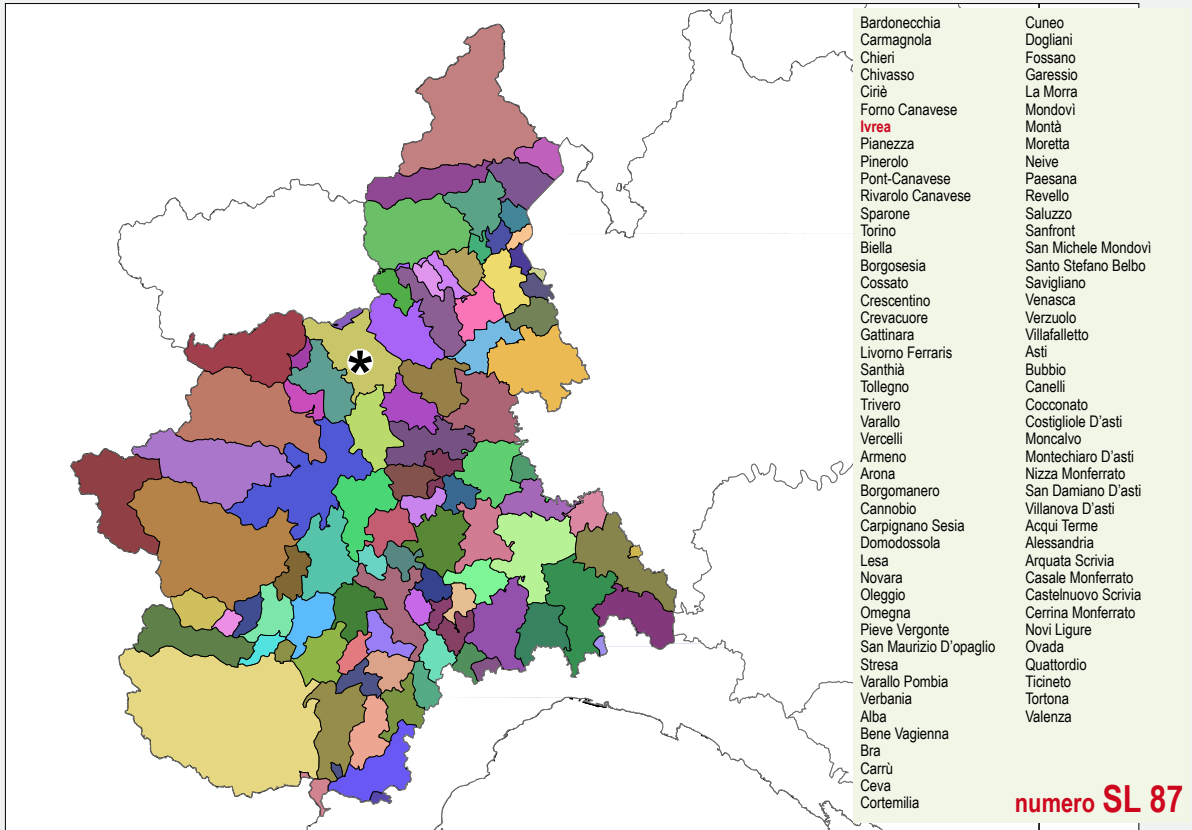 Bardonecchia
Carmagnola
Chieri
Chivasso
Ciriè
Forno Canavese
Ivrea
Pianezza
Pinerolo
Pont-Canavese
Rivarolo Canavese
Sparone
Torino
Biella
Borgosesia
Cossato
Crescentino
Crevacuore
Gattinara
Livorno Ferraris
Santhià
Tollegno
Trivero
Varallo
Vercelli
Armeno
Arona
Borgomanero
Cannobio
Carpignano Sesia
Domodossola
Lesa
Novara
Oleggio
Omegna
Pieve Vergonte
San Maurizio D'opaglio
Stresa
Varallo Pombia
Verbania
Alba
Bene Vagienna
Bra
Carrù
Ceva
Cortemilia
Cuneo
Dogliani
Fossano
Garessio
La Morra
Mondovì
Montà
Moretta
Neive
Paesana
Revello
Saluzzo
Sanfront
San Michele Mondovì
Santo Stefano Belbo
Savigliano
Venasca
Verzuolo
Villafalletto
Asti
Bubbio
Canelli
Cocconato
Costigliole D'asti
Moncalvo
Montechiaro D'asti
Nizza Monferrato
San Damiano D'asti
Villanova D'asti
Acqui Terme
Alessandria
Arquata Scrivia
Casale Monferrato
Castelnuovo Scrivia
Cerrina Monferrato
Novi Ligure
Ovada
Quattordio
Ticineto
Tortona
Valenza
numero SL 87
*